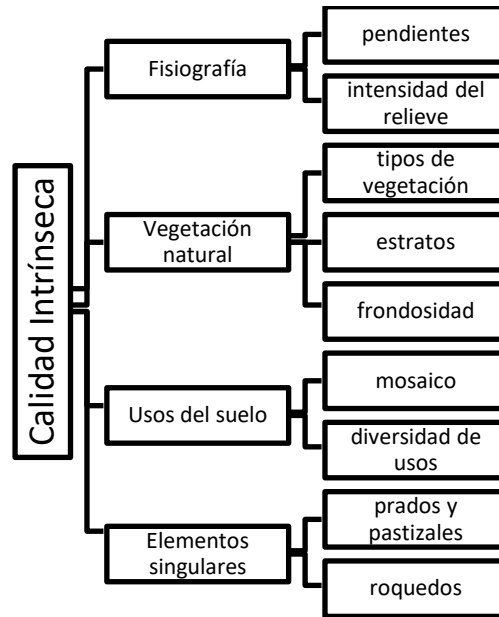 Calidad Intrínseca
Fisiografía
pendientes
intensidad del
relieve
Vegetación
natural
tipos de
vegetación
estratos
frondosidad
Usos del suelo
mosaico
diversidad de
usos
Elementos
singulares
prados y
pastizales
roquedos